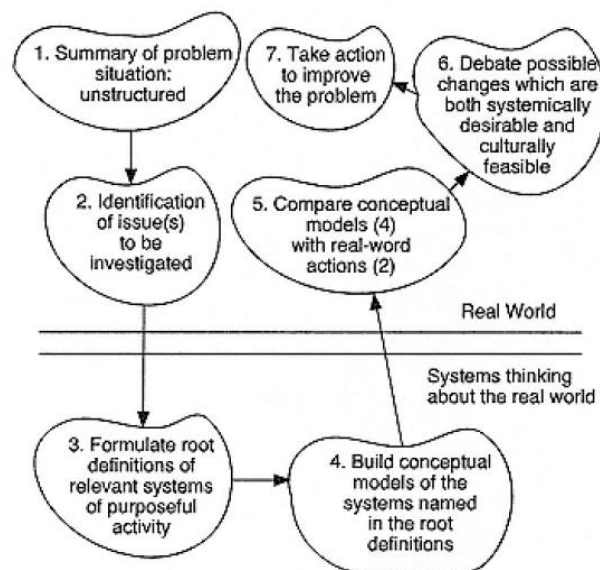 1. Summary of problem
situation:
unstructured
2. Identification
of issue(s)
to be
investigated
3. Formulate root
definitions of
relevant systems
of purposeful
activity
4. Build conceptual
models of the
systems named
in the root
definitions
5. Compare conceptual
models (4)
with real-word
actions (2)
6. Debate possible
changes which are
both systemically
desirable and
culturally
feasible
7. Take action
to improve
the problem
Real World
Systems thinking
about the real world